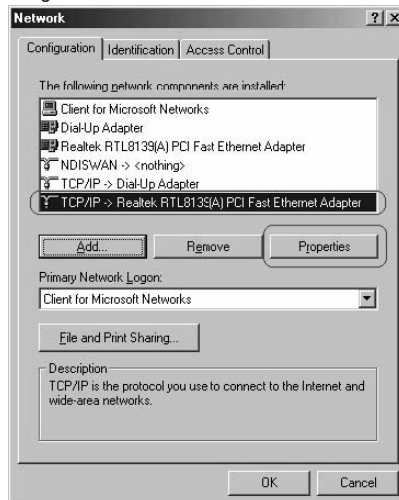 Network
Configuration Identification Access Control
The following network components are installed:
Client for Microsoft Networks
Dial-Up Adapter
Realtek RTL8139(A) PCI Fast Ethernet Adapter
NDISWAN -> <nothing>
TCP/IP -> Dial-Up Adapter
TCP/IP -> Realtek RTL8139(A) PCI Fast Ethernet Adapter
Add... Remove Properties
Primary Network Logon:
Client for Microsoft Networks
File and Print Sharing...
Description
TCP/IP is the protocol you use to connect to the Internet and
wide-area networks.
OK Cancel